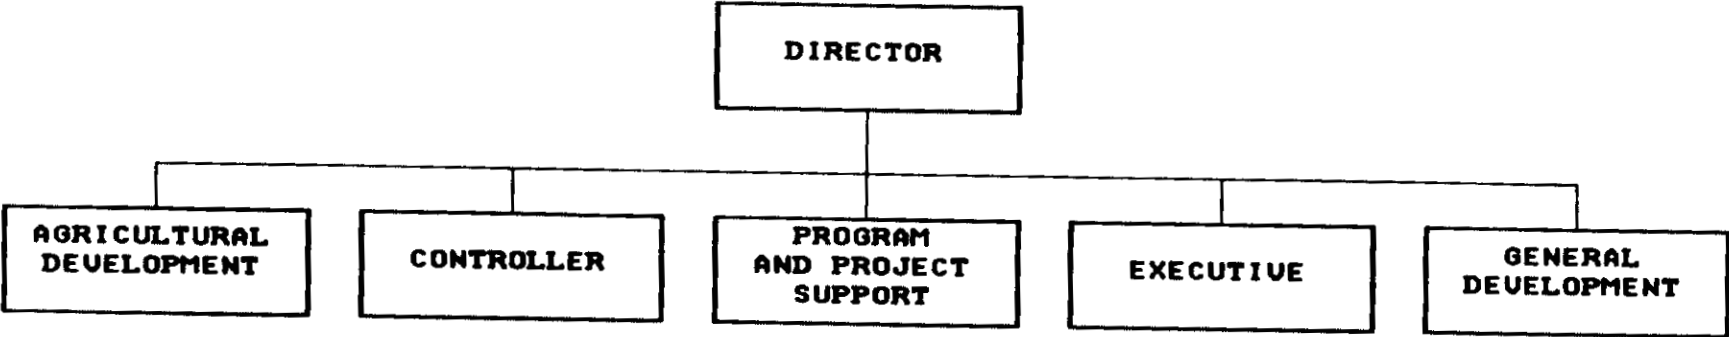 DIRECTOR
AGRICULTURAL
DEVELOPMENT
CONTROLLER
PROGRAM
AND PROJECT
SUPPORT
EXECUTIVE
GENERAL
DEVELOPMENT